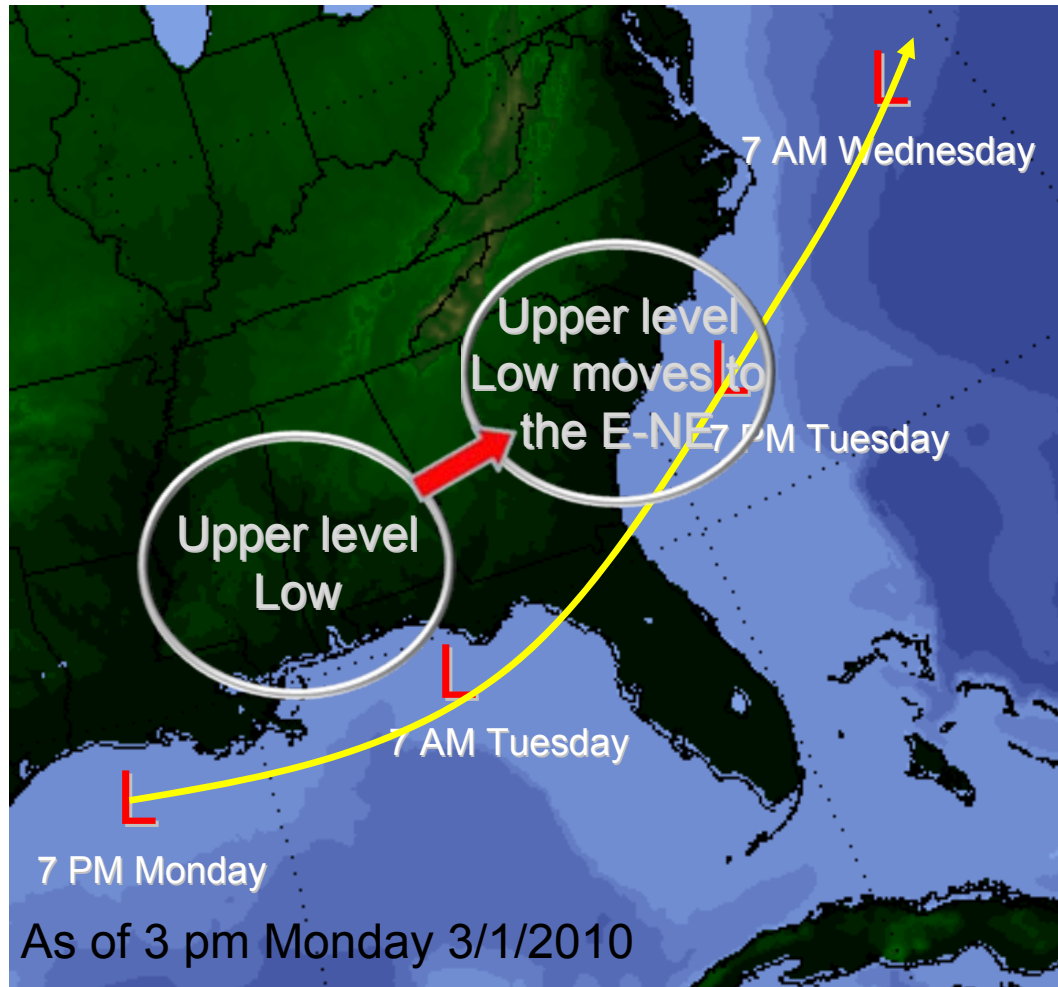 L
7 AM Wednesday
Upper level
Low moves to
the E-NE
L
7 PM Tuesday
Upper level
Low
L
7 AM Tuesday
L
7 PM Monday
As of 3 pm Monday 3/1/2010